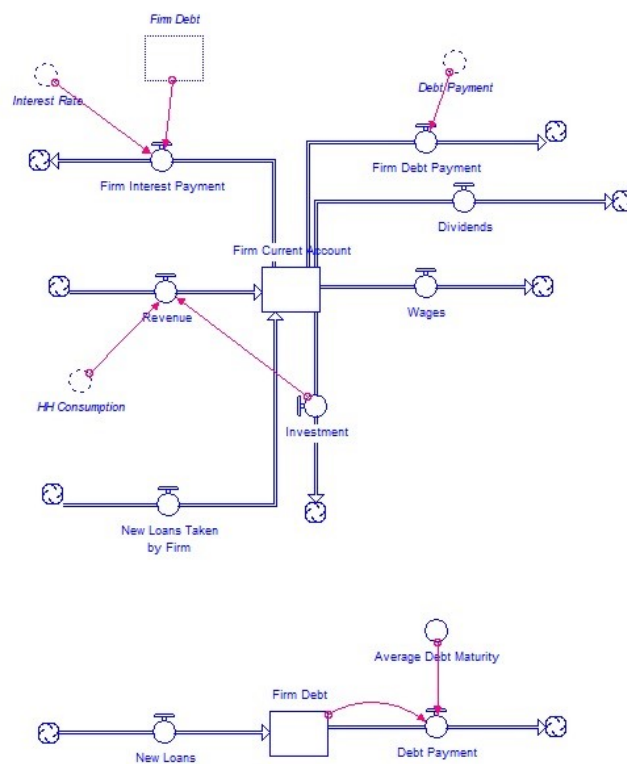 Firm Debt
Interest Rate
Debt Payment
Firm Interest Payment
Firm Debt Payment
Dividends
Firm Current Account
Revenue
Wages
HH Consumption
Investment
New Loans Taken
by Firm
Average Debt Maturity
Firm Debt
New Loans
Debt Payment